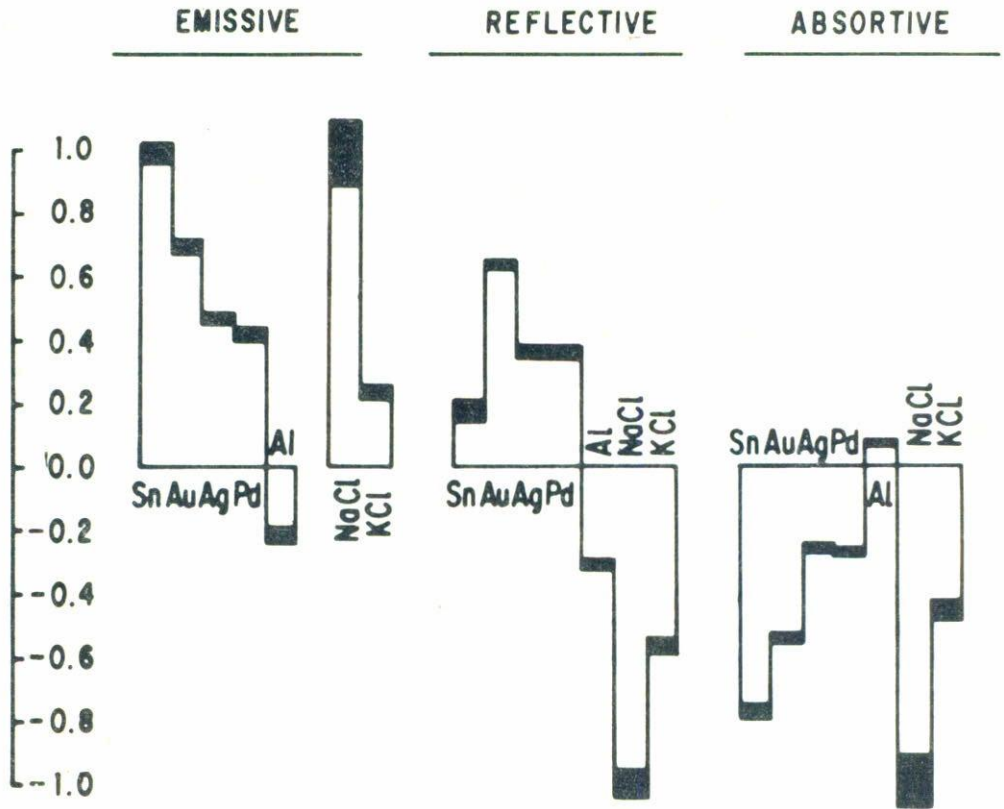 EMISSIVE REFLECTIVE ABSORTIVE
1.0
0.8
0.6
0.4
0.2
0.0
-0.2
-0.4
-0.6
-0.8
-1.0
Al
Sn Au Ag Pd
NaCl
KCl
Al
NaCl
KCl
Sn Au Ag Pd
Sn Au Ag Pd
Al
NaCl
KCl